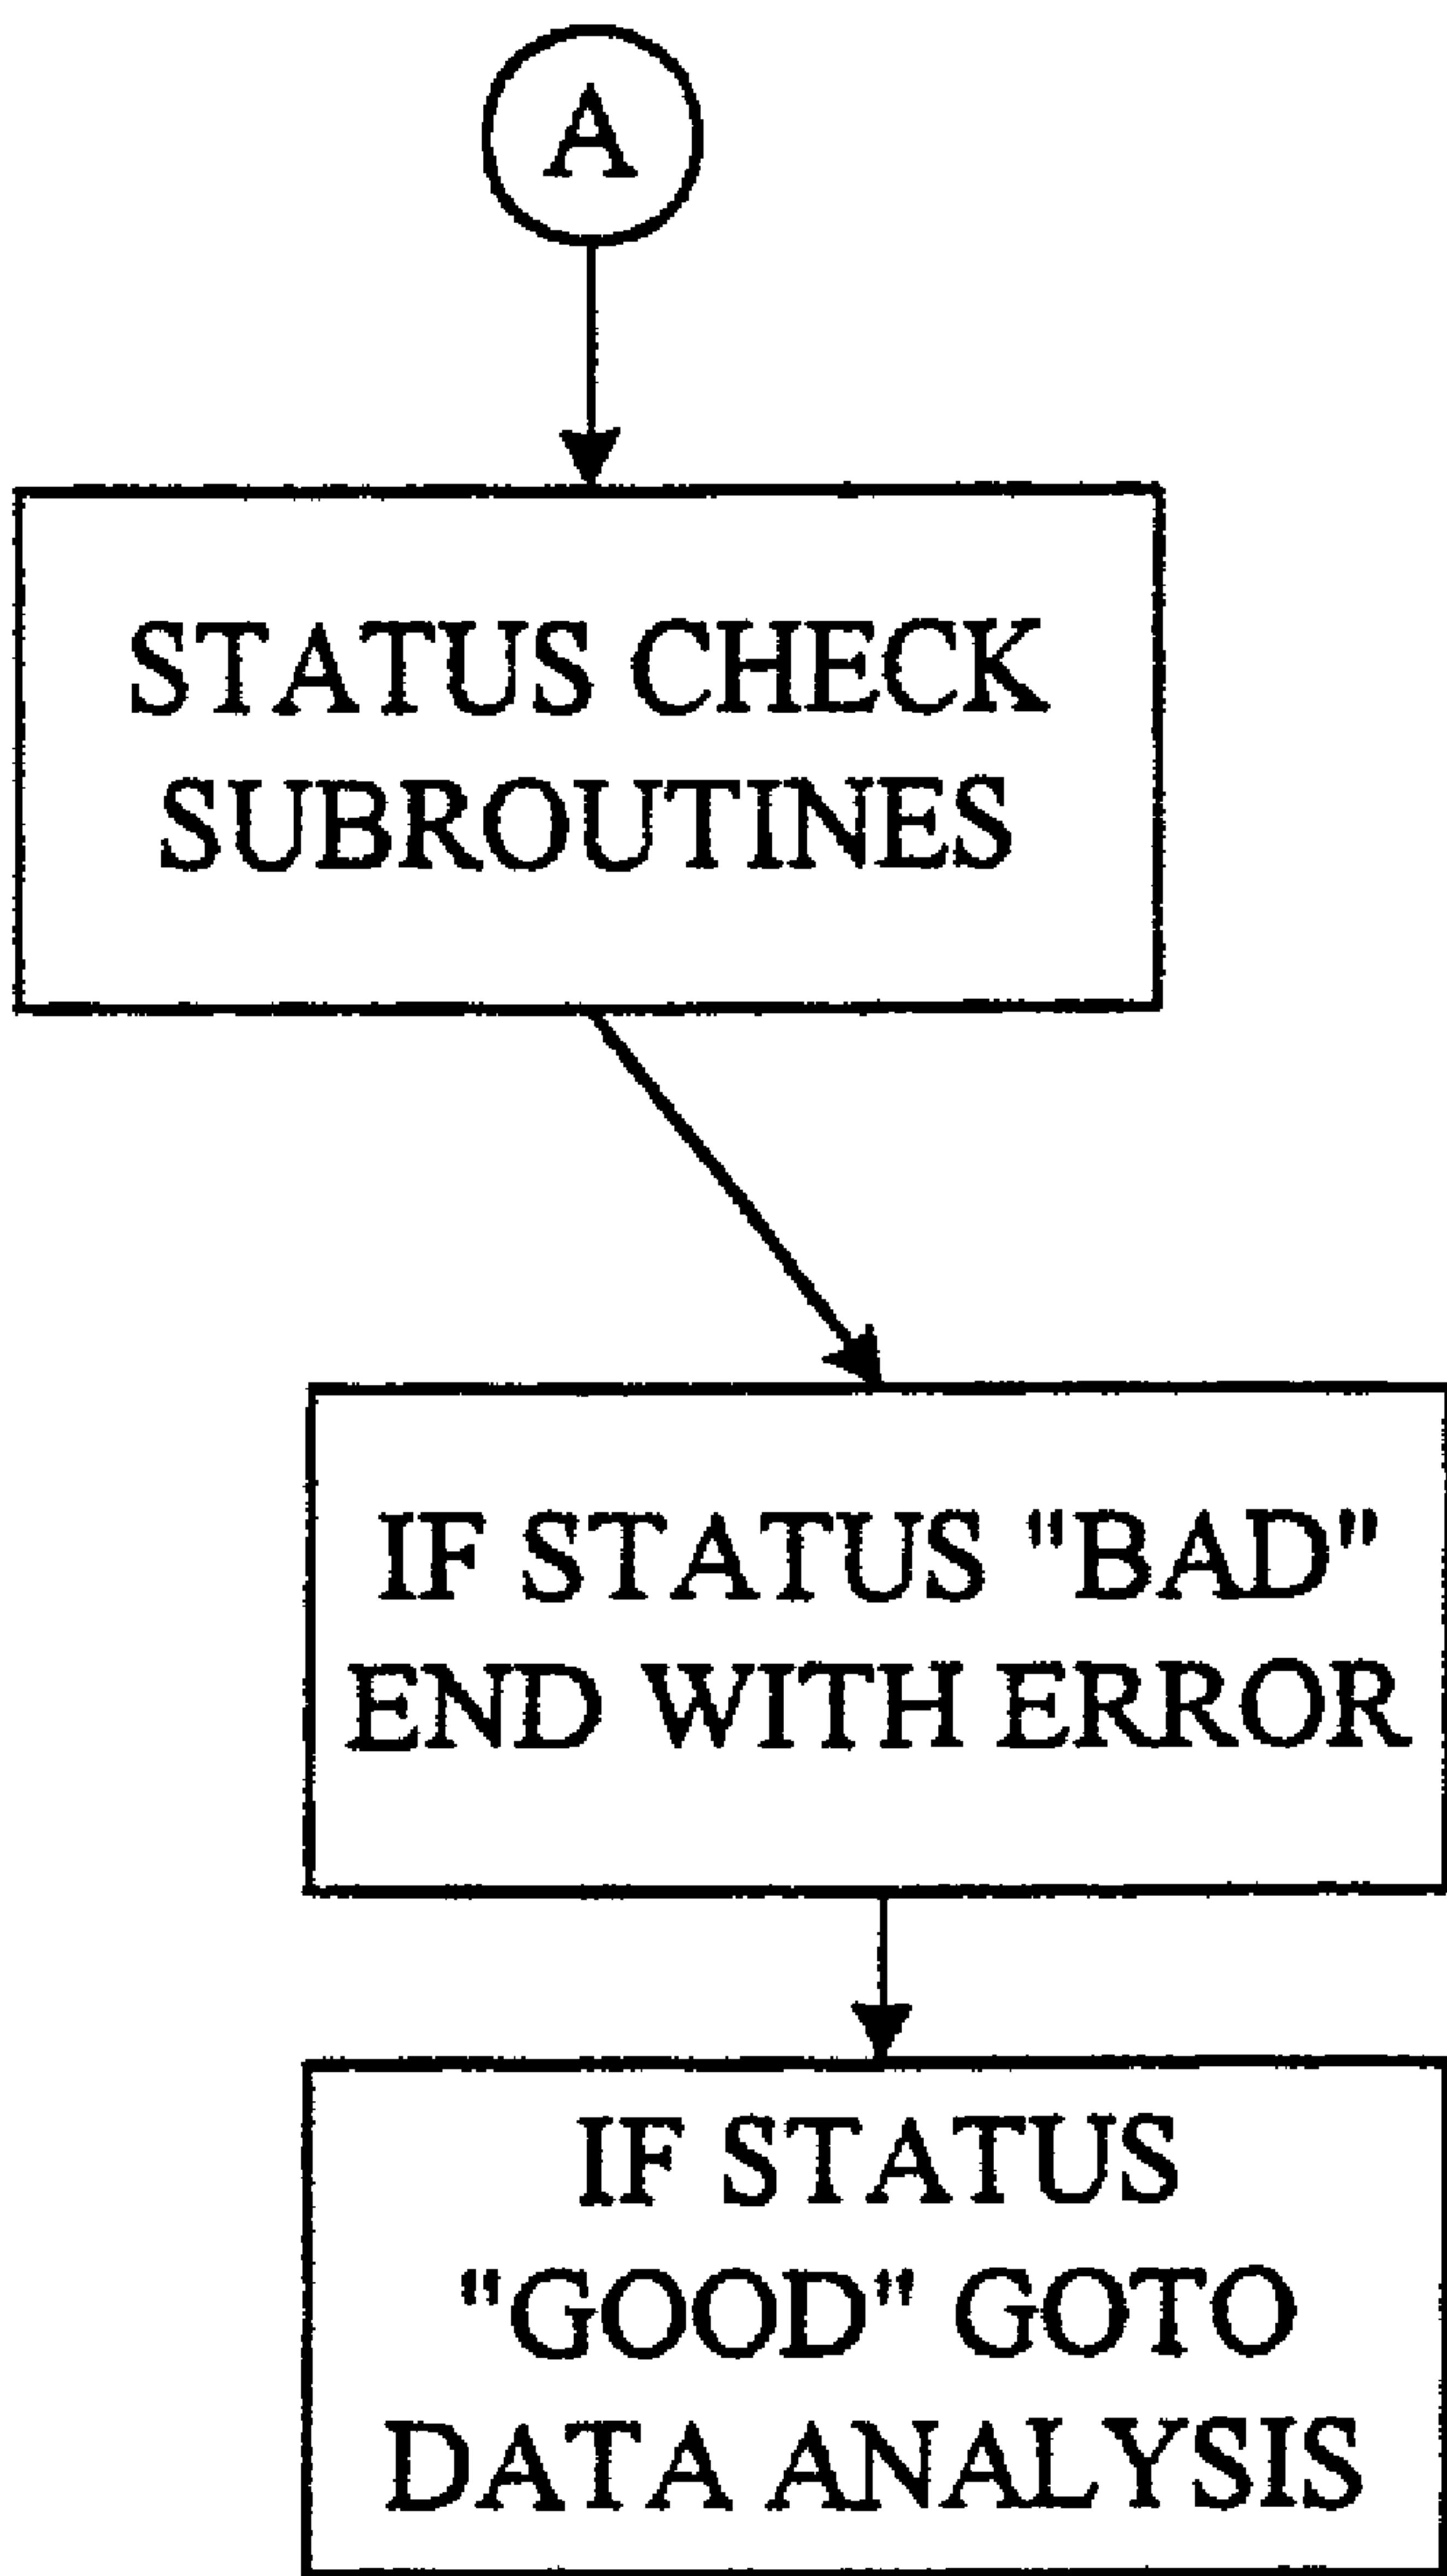 A
STATUS CHECK
SUBROUTINES
IF STATUS "BAD"
END WITH ERROR
IF STATUS
"GOOD" GOTO
DATA ANALYSIS